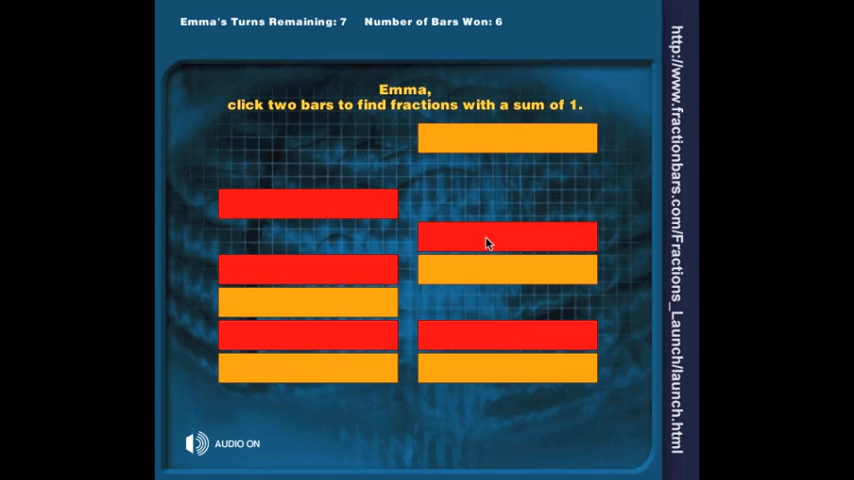 Emma's Turns Remaining: 7 Number of Bars Won: 6
Emma,
click two bars to find fractions with a sum of 1.
AUDIO ON
http://www.fractionbars.com/Fractions_Launch/launch.html